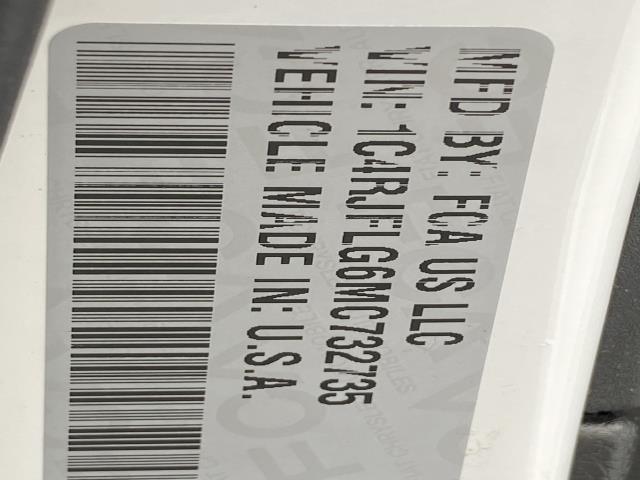 MFD BY: FCA US LLC
VIN: 1C4RJFLG6MC732735
VEHICLE MADE IN: U.S.A.